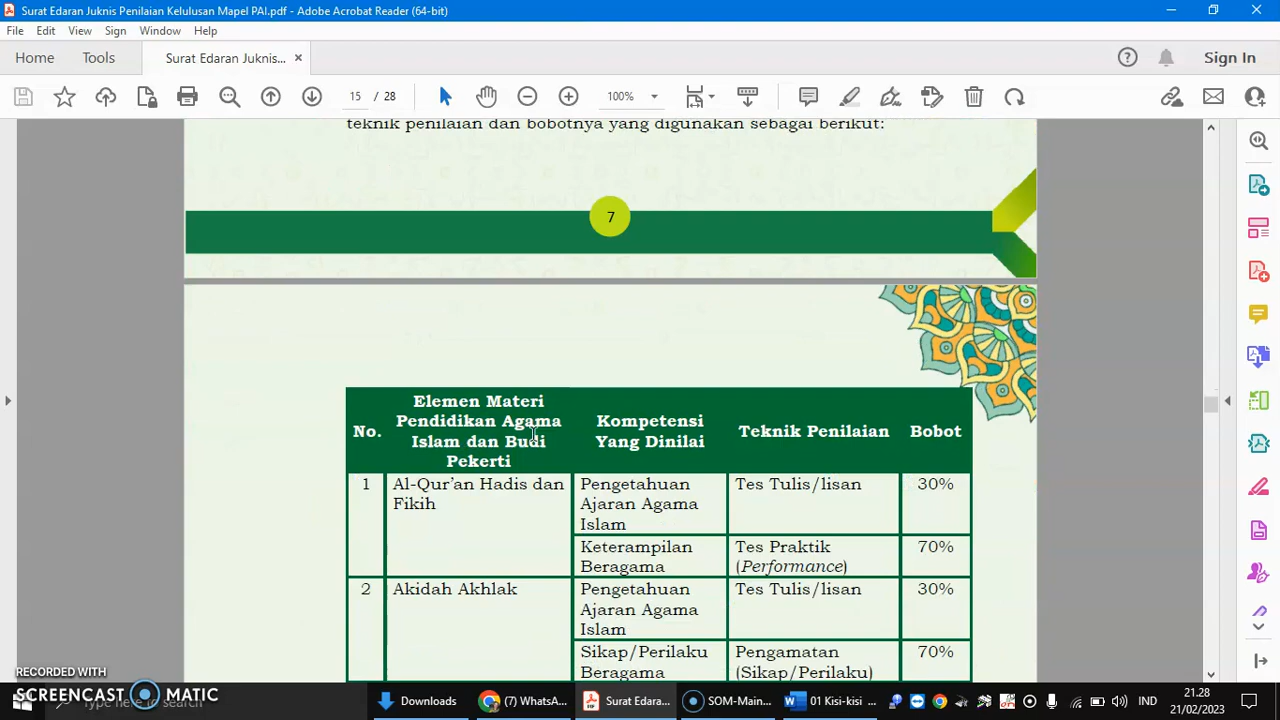 Surat Edaran Juknis Penilaian Kelulusan Mapel PAI.pdf - Adobe Acrobat Reader (64-bit)
File Edit View Sign Window Help
Home Tools Surat Edaran Juknis... × Sign In
15 / 28 100%
teknik penilaian dan bobotnya yang digunakan sebagai berikut:
7
No. Elemen Materi Pendidikan Agama Islam dan Budi Pekerti Kompetensi Yang Dinilai Teknik Penilaian Bobot
1 Al-Qur'an Hadis dan Fikih Pengetahuan Ajaran Agama Islam Tes Tulis/lisan 30%
Keterampilan Beragama Tes Praktik (Performance) 70%
2 Akidah Akhlak Pengetahuan Ajaran Agama Islam Tes Tulis/lisan 30%
Sikap/Perilaku Beragama Pengamatan (Sikap/Perilaku) 70%
RECORDED WITH
SCREENCAST MATIC
Type here to search
Downloads (7) WhatsA... Surat Edara... SOM-Main... 01 Kisi-kisi ... IND
21.28
21/02/2023